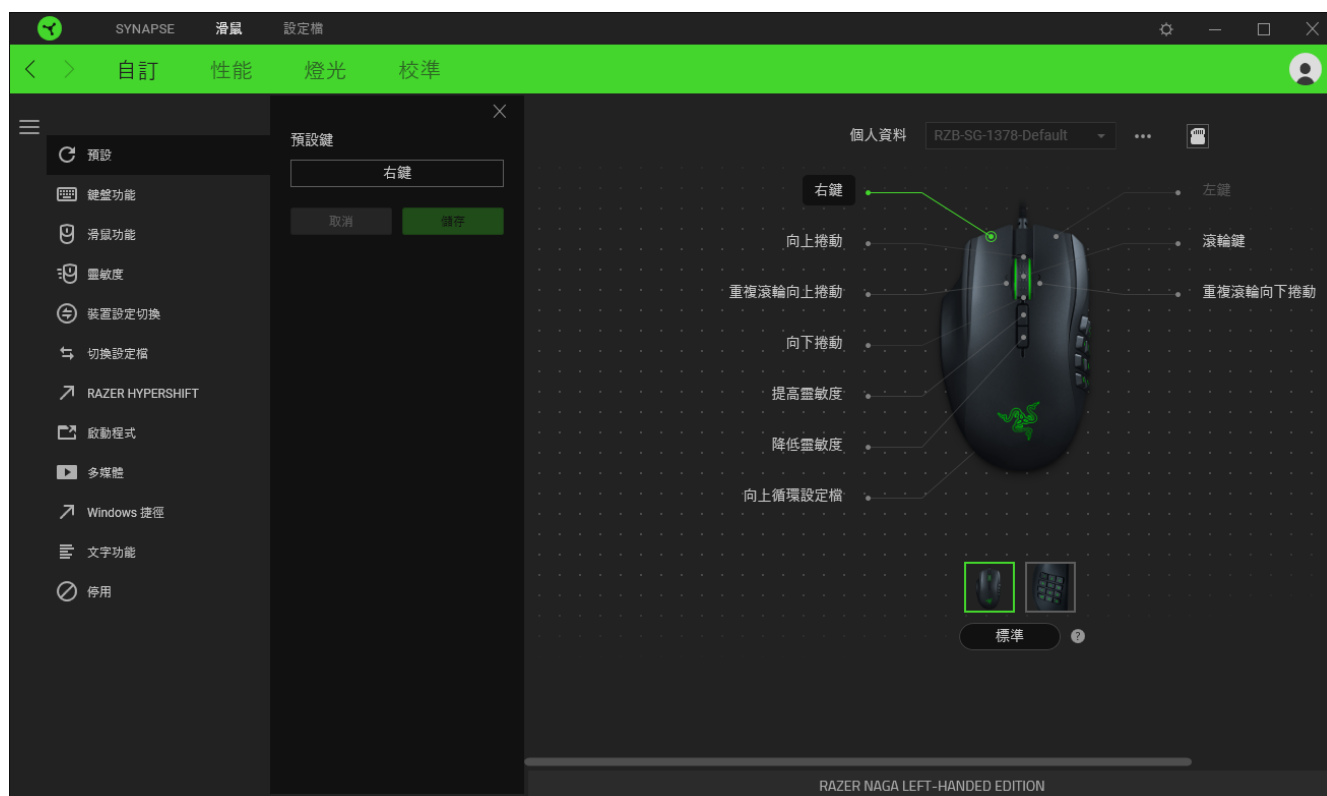 SYNAPSE 滑鼠 設定檔
自訂 性能 燈光 校準
預設
鍵盤功能
滑鼠功能
靈敏度
裝置設定切換
切換設定檔
RAZER HYPERSHIFT
啟動程式
多媒體
Windows 捷徑
文字功能
停用
預設鍵
右鍵
取消 儲存
個人資料 RZB-SG-1378-Default
右鍵
向上捲動
重複滾輪向上捲動
向下捲動
提高靈敏度
降低靈敏度
向上循環設定檔
左鍵
滾輪鍵
重複滾輪向下捲動
標準 ?
RAZER NAGA LEFT-HANDED EDITION